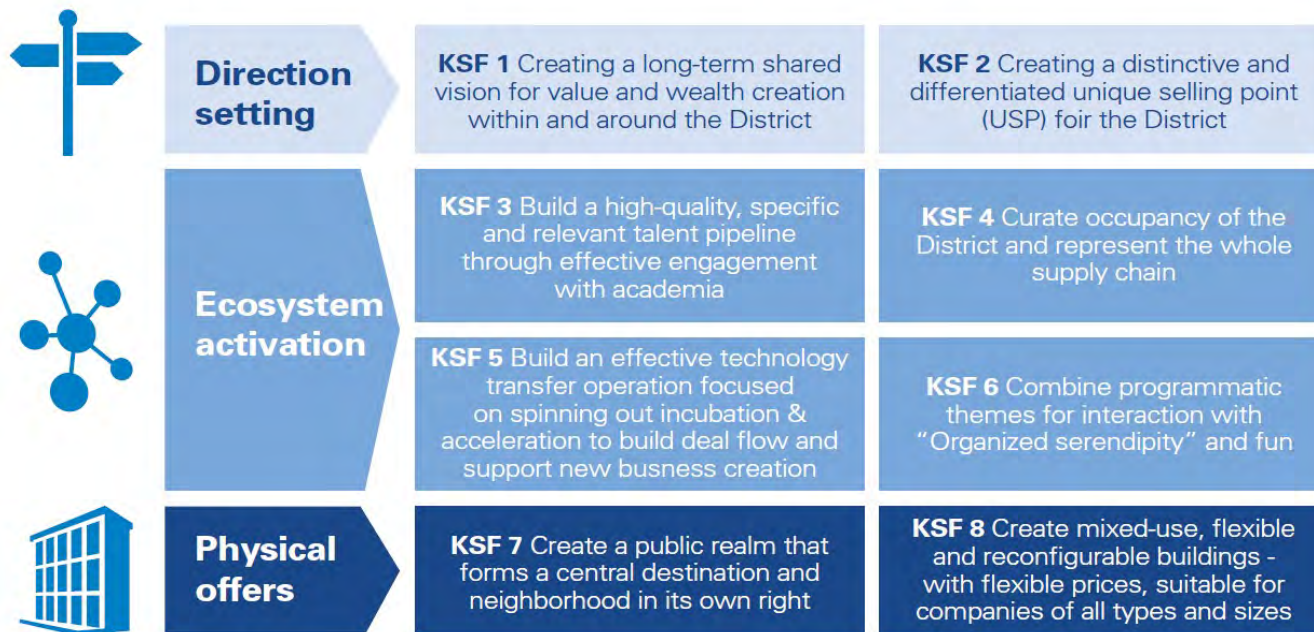 Direction
setting
KSF 1 Creating a long-term shared
vision for value and wealth creation
within and around the District
KSF 2 Creating a distinctive and
differentiated unique selling point
(USP) foir the District
Ecosystem
activation
KSF 3 Build a high-quality, specific
and relevant talent pipeline
through effective engagement
with academia
KSF 4 Curate occupancy of the
District and represent the whole
supply chain
KSF 5 Build an effective technology
transfer operation focused
on spinning out incubation &
acceleration to build deal flow and
support new business creation
KSF 6 Combine programmatic
themes for interaction with
“Organized serendipity” and fun
Physical
offers
KSF 7 Create a public realm that
forms a central destination and
neighborhood in its own right
KSF 8 Create mixed-use, flexible
and reconfigurable buildings -
with flexible prices, suitable for
companies of all types and sizes